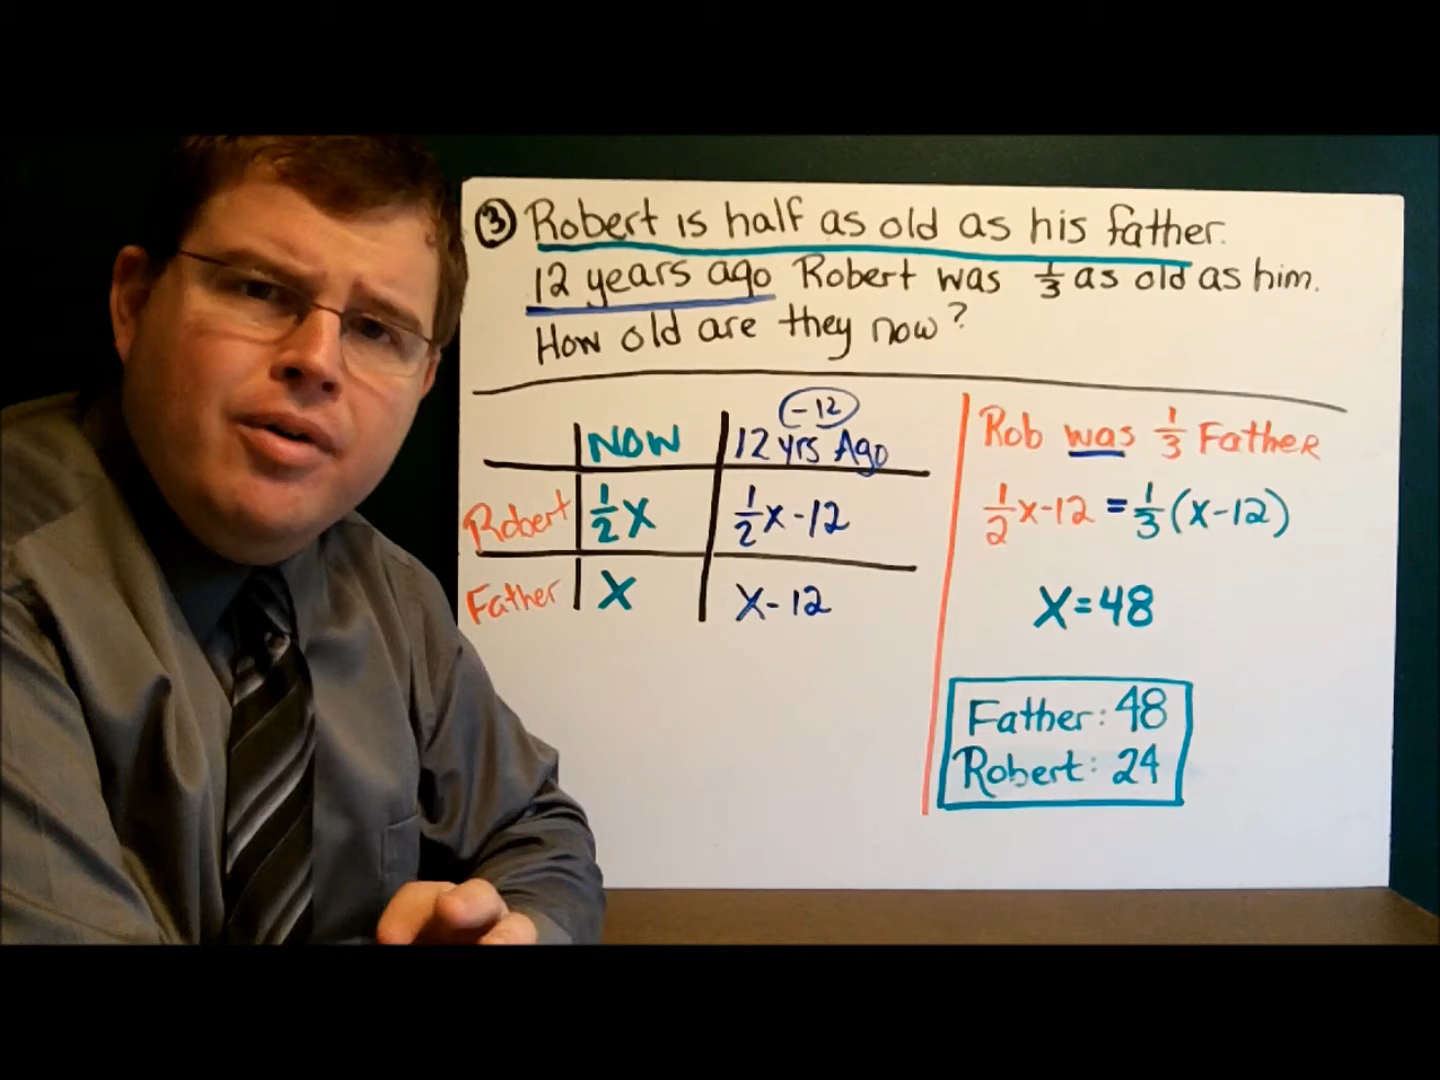 ③ Robert is half as old as his father.
12 years ago Robert was 1/3 as old as him.
How old are they now?
-12
NOW 12 yrs Ago
Robert 1/2x 1/2x-12
Father X X-12
Rob was 1/3 Father
1/2x-12 = 1/3(x-12)
X=48
Father: 48
Robert: 24